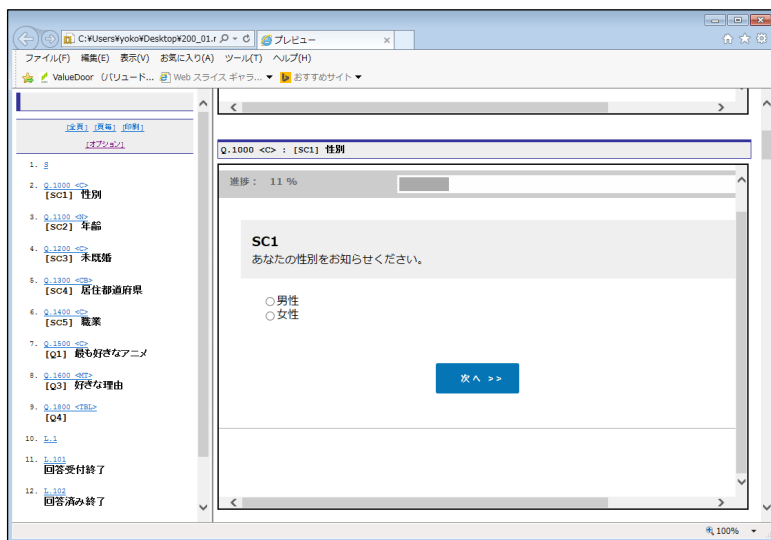 C:¥Users¥yoko¥Desktop¥200_01.r
プレビュー
ファイル(F) 編集(E) 表示(V) お気に入り(A) ツール(T) ヘルプ(H)
ValueDoor (バリュード... Web スライス ギャラ... おすすめサイト
[全頁] [頁毎] [印刷]
[オプション]
1. S
2. Q.1000 <C>
[SC1] 性別
3. Q.1100 <N>
[SC2] 年齢
4. Q.1200 <C>
[SC3] 未既婚
5. Q.1300 <CB>
[SC4] 居住都道府県
6. Q.1400 <C>
[SC5] 職業
7. Q.1500 <C>
[Q1] 最も好きなアニメ
8. Q.1600 <MT>
[Q3] 好きな理由
9. Q.1800 <TBL>
[Q4]
10. L.1
11. L.101
回答受付終了
12. L.102
回答済み終了
Q.1000 <C> : [SC1] 性別
進捗： 11 %
SC1
あなたの性別をお知らせください。
男性
女性
次へ >>
100%